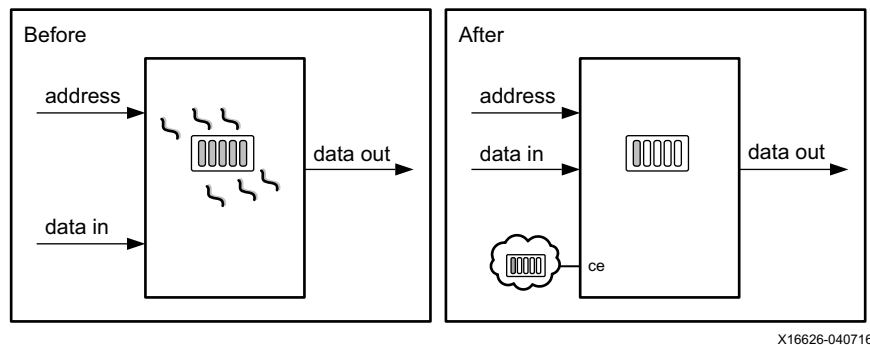 Before
address
data out
data in
After
address
data in
data out
ce
X16626-040716